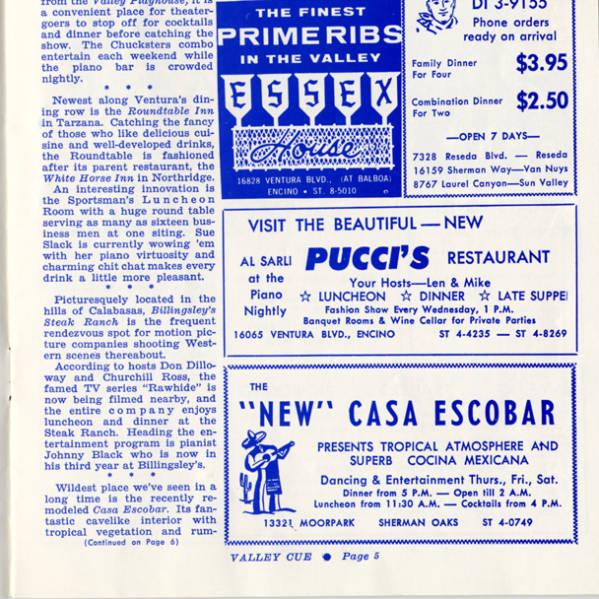 from the Valley Playhouse, it is
a convenient place for theater-
goers to stop off for cocktails
and dinner before catching the
show. The Chucksters combo
entertain each weekend while
the piano bar is crowded
nightly.
* * *
Newest along Ventura's din-
ing row is the Roundtable Inn
in Tarzana. Catching the fancy
of those who like delicious cui-
sine and well-developed drinks,
the Roundtable is fashioned
after its parent restaurant, the
White Horse Inn in Northridge.
An interesting innovation is
the Sportsman's Luncheon
Room with a huge round table
serving as many as sixteen bus-
iness men at one siting. Sue
Slack is currently wowing 'em
with her piano virtuosity and
charming chit chat makes every
drink a little more pleasant.
* * *
Picturesquely located in the
hills of Calabasas, Billingsley's
Steak Ranch is the frequent
rendezvous spot for motion pic-
ture companies shooting West-
ern scenes thereabout.
According to hosts Don Dillo-
way and Churchill Ross, the
famed TV series "Rawhide" is
now being filmed nearby, and
the entire company enjoys
luncheon and dinner at the
Steak Ranch. Heading the en-
tertainment program is pianist
Johnny Black who is now in
his third year at Billingsley's.
* * *
Wildest place we've seen in a
long time is the recently re-
modeled Casa Escobar. Its fan-
tastic cavelike interior with
tropical vegetation and rum-
(Continued on Page 6)
THE FINEST
PRIME RIBS
IN THE VALLEY
ESSEX
House
16828 VENTURA BLVD., (AT BALBOA)
ENCINO • ST. 8-5010
DI 3-9155
Phone orders
ready on arrival
Family Dinner
For Four $3.95
Combination Dinner
For Two $2.50
—OPEN 7 DAYS—
7328 Reseda Blvd. — Reseda
16159 Sherman Way—Van Nuys
8767 Laurel Canyon—Sun Valley
VISIT THE BEAUTIFUL — NEW
AL SARLI
at the
Piano
Nightly
PUCCI'S RESTAURANT
Your Hosts—Len & Mike
☆ LUNCHEON ☆ DINNER ☆ LATE SUPPE
Fashion Show Every Wednesday, 1 P.M.
Banquet Rooms & Wine Cellar for Private Parties
16065 VENTURA BLVD., ENCINO ST 4-4235 — ST 4-8269
THE
"NEW" CASA ESCOBAR
PRESENTS TROPICAL ATMOSPHERE AND
SUPERB COCINA MEXICANA
Dancing & Entertainment Thurs., Fri., Sat.
Dinner from 5 P.M. — Open till 2 A.M.
Luncheon from 11:30 A.M. — Cocktails from 4 P.M.
13321 MOORPARK SHERMAN OAKS ST 4-0749
VALLEY CUE ● Page 5